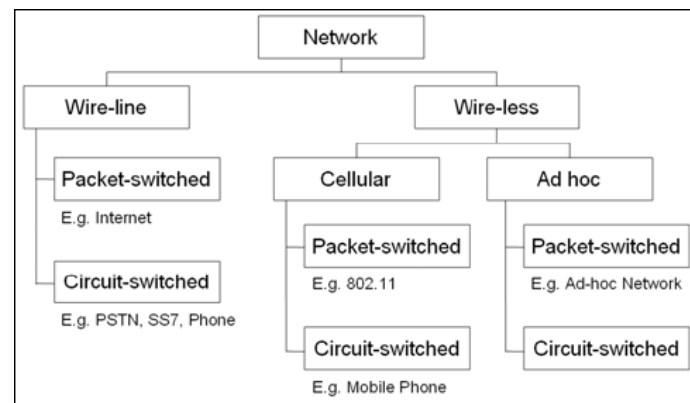 Network
Wire-line
Wire-less
Packet-switched
E.g. Internet
Circuit-switched
E.g. PSTN, SS7, Phone
Cellular
Ad hoc
Packet-switched
E.g. 802.11
Circuit-switched
E.g. Mobile Phone
Packet-switched
E.g. Ad-hoc Network
Circuit-switched